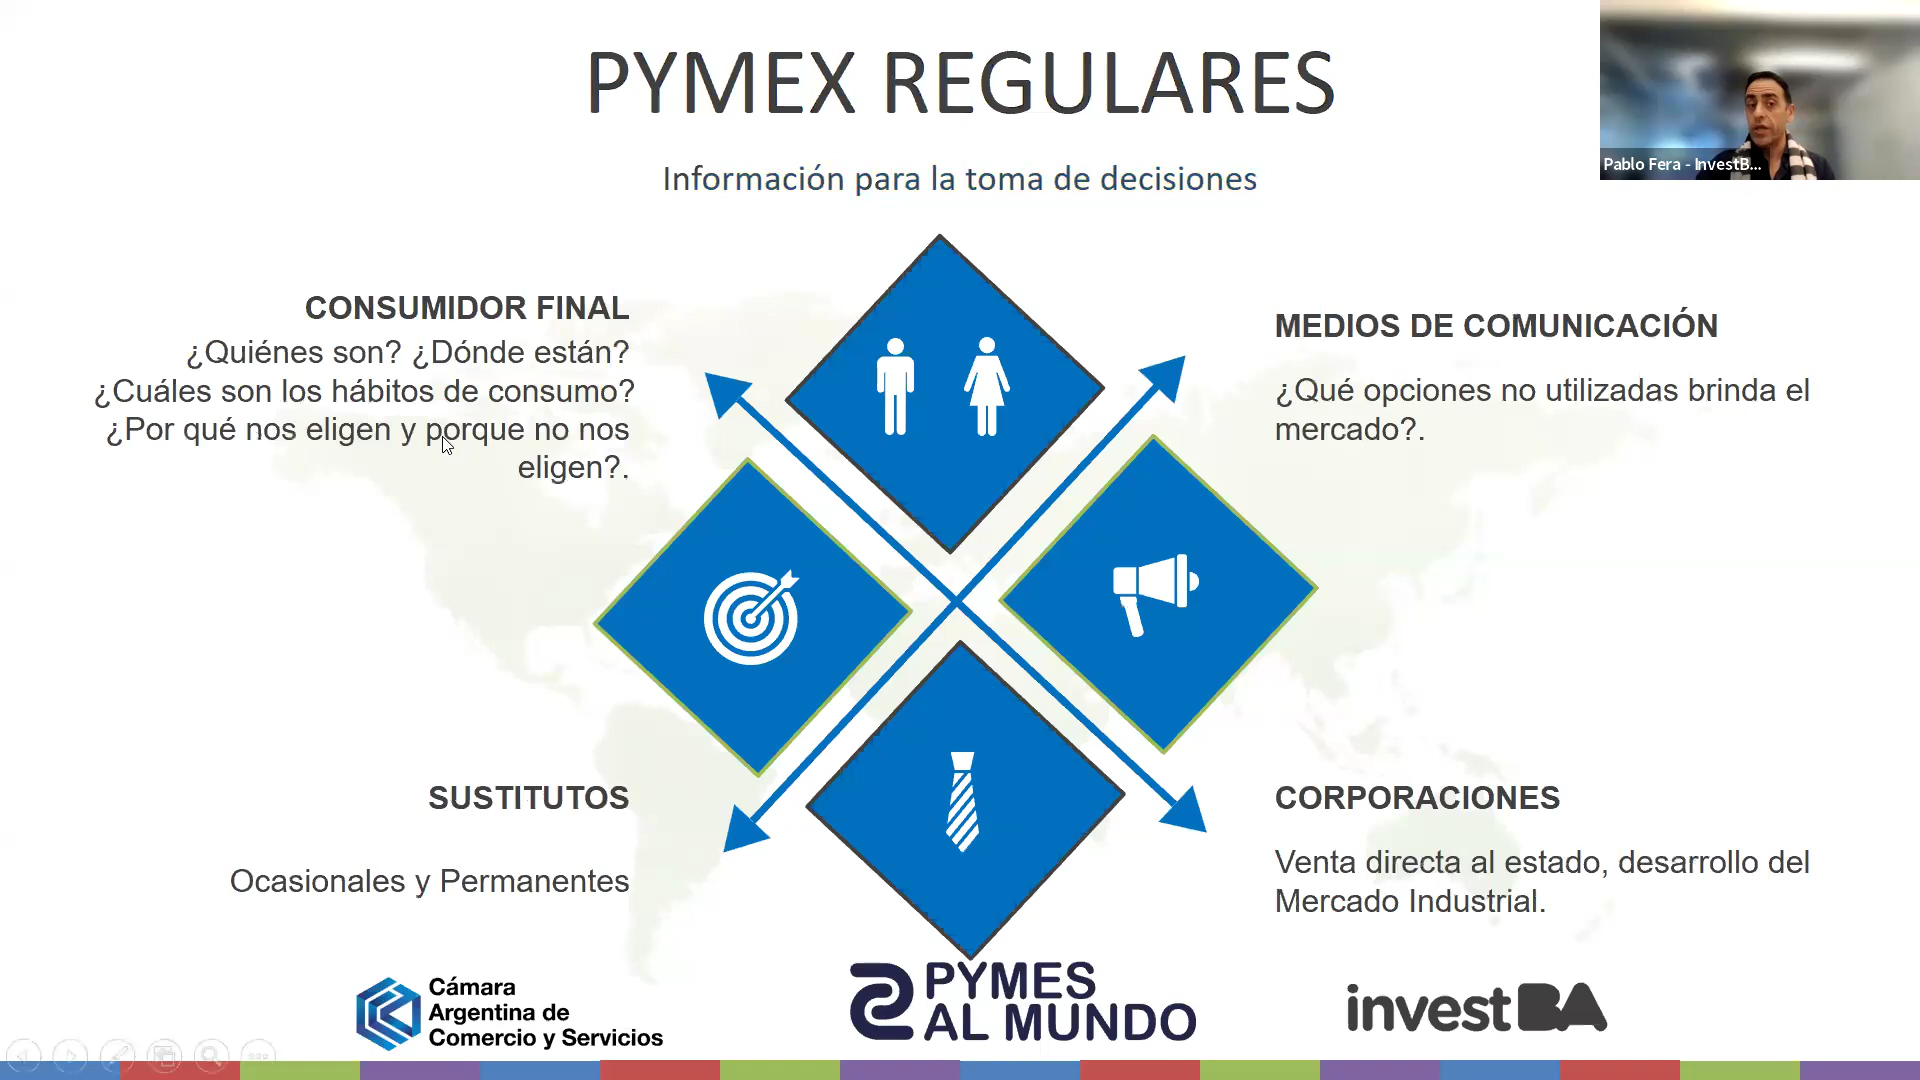 PYMEX REGULARES
Pablo Fera - InvestB...
Información para la toma de decisiones
CONSUMIDOR FINAL
¿Quiénes son? ¿Dónde están?
¿Cuáles son los hábitos de consumo?
¿Por qué nos eligen y porque no nos
eligen?.
MEDIOS DE COMUNICACIÓN
¿Qué opciones no utilizadas brinda el
mercado?.
SUSTITUTOS
Ocasionales y Permanentes
CORPORACIONES
Venta directa al estado, desarrollo del
Mercado Industrial.
Cámara
Argentina de
Comercio y Servicios
PYMES
AL MUNDO
investBA